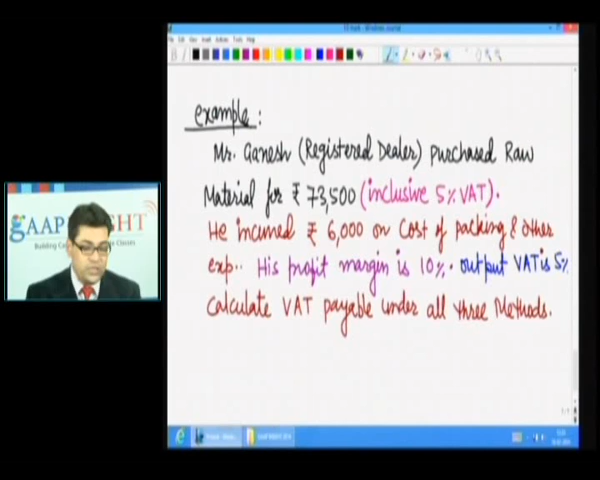 example:
Mr. Ganesh (Registered Dealer) purchased Raw
Material for ₹ 73,500 (inclusive 5% VAT).
He incurred ₹ 6,000 on Cost of packing & other
exp.. His profit margin is 10%. output VAT is 5%
Calculate VAT payable under all three Methods.